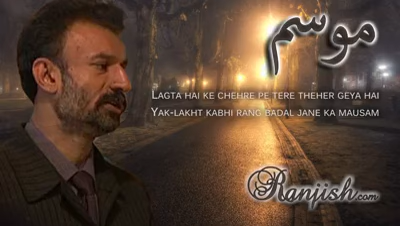 موسم
LAGTA HAI KE CHEHRE PE TERE THEHER GEYA HAI
YAK-LAKHT KABHI RANG BADAL JANE KA MAUSAM
Ranjish.com